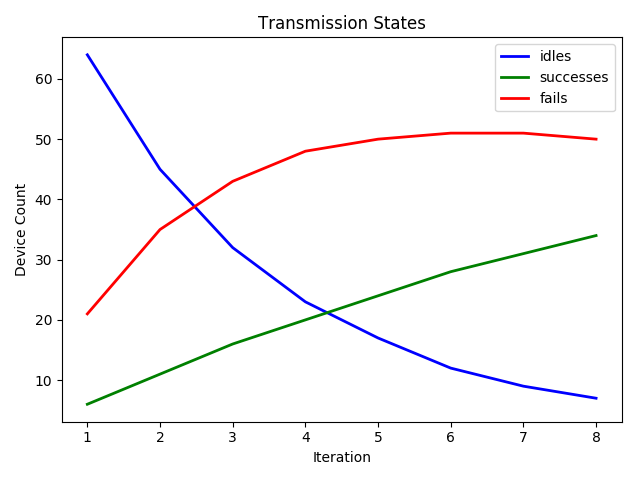 Transmission States
idles
successes
fails
Device Count
60
50
40
30
20
10
1 2 3 4 5 6 7 8
Iteration